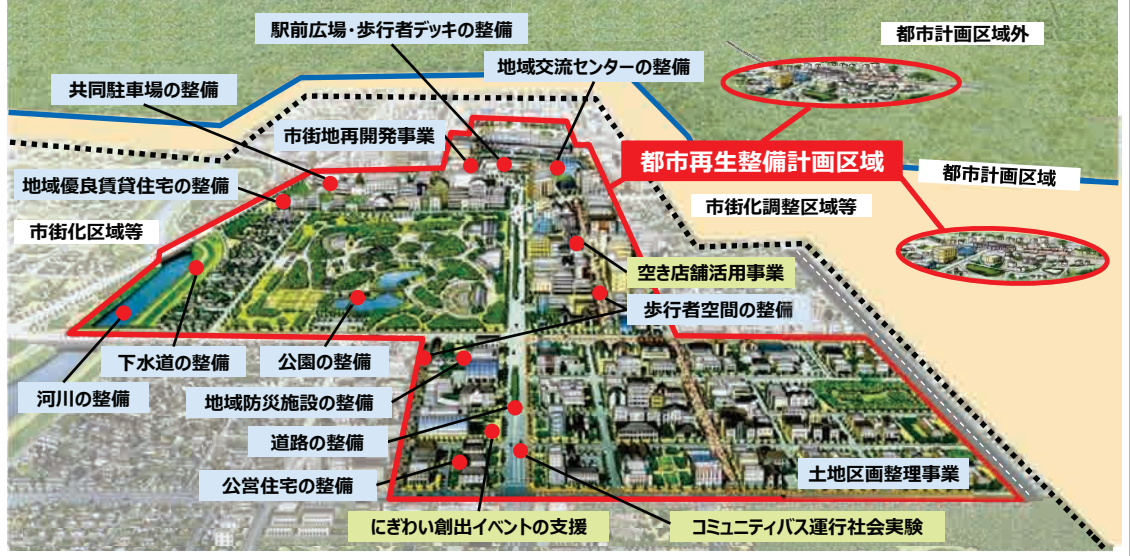 駅前広場・歩行者デッキの整備
都市計画区域外
地域交流センターの整備
共同駐車場の整備
市街地再開発事業
都市再生整備計画区域
都市計画区域
地域優良賃貸住宅の整備
市街化調整区域等
市街化区域等
空き店舗活用事業
歩行者空間の整備
下水道の整備
公園の整備
河川の整備
地域防災施設の整備
道路の整備
土地区画整理事業
公営住宅の整備
にぎわい創出イベントの支援
コミュニティバス運行社会実験